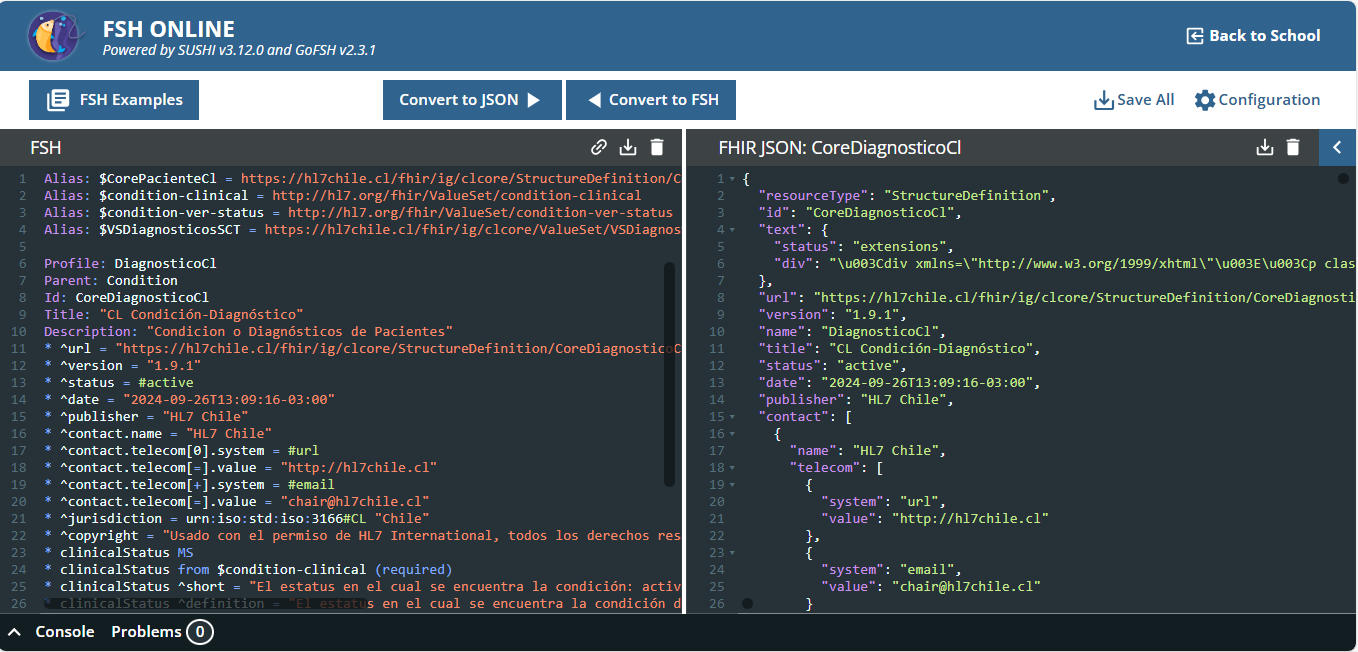 FSH ONLINE
Powered by SUSHI v3.12.0 and GoFSH v2.3.1
Back to School
FSH Examples
Convert to JSON
Convert to FSH
Save All
Configuration
FSH
1 Alias: $CorePacienteCl = https://hl7chile.cl/fhir/ig/clcore/StructureDefinition/C
2 Alias: $condition-clinical = http://hl7.org/fhir/ValueSet/condition-clinical
3 Alias: $condition-ver-status = http://hl7.org/fhir/ValueSet/condition-ver-status
4 Alias: $VSDiagnosticosSCT = https://hl7chile.cl/fhir/ig/clcore/ValueSet/VSDiagnos
5
6 Profile: DiagnosticoCl
7 Parent: Condition
8 Id: CoreDiagnosticoCl
9 Title: "CL Condición-Diagnóstico"
10 Description: "Condicion o Diagnósticos de Pacientes"
11 * ^url = "https://hl7chile.cl/fhir/ig/clcore/StructureDefinition/CoreDiagnosticoC
12 * ^version = "1.9.1"
13 * ^status = #active
14 * ^date = "2024-09-26T13:09:16-03:00"
15 * ^publisher = "HL7 Chile"
16 * ^contact.name = "HL7 Chile"
17 * ^contact.telecom[0].system = #url
18 * ^contact.telecom[=].value = "http://hl7chile.cl"
19 * ^contact.telecom[+].system = #email
20 * ^contact.telecom[=].value = "chair@hl7chile.cl"
21 * ^jurisdiction = urn:iso:std:iso:3166#CL "Chile"
22 * ^copyright = "Usado con el permiso de HL7 International, todos los derechos res
23 * clinicalStatus MS
24 * clinicalStatus from $condition-clinical (required)
25 * clinicalStatus ^short = "El estatus en el cual se encuentra la condición: activ
26 * clinicalStatus ^definition = "El estatus en el cual se encuentra la condición d
FHIR JSON: CoreDiagnosticoCl
1 {
2 "resourceType": "StructureDefinition",
3 "id": "CoreDiagnosticoCl",
4 "text": {
5 "status": "extensions",
6 "div": "\u003Cdiv xmlns=\"http://www.w3.org/1999/xhtml\"\u003E\u003Cp clas
7 },
8 "url": "https://hl7chile.cl/fhir/ig/clcore/StructureDefinition/CoreDiagnosti
9 "version": "1.9.1",
10 "name": "DiagnosticoCl",
11 "title": "CL Condición-Diagnóstico",
12 "status": "active",
13 "date": "2024-09-26T13:09:16-03:00",
14 "publisher": "HL7 Chile",
15 "contact": [
16 {
17 "name": "HL7 Chile",
18 "telecom": [
19 {
20 "system": "url",
21 "value": "http://hl7chile.cl"
22 },
23 {
24 "system": "email",
25 "value": "chair@hl7chile.cl"
26 }
Console
Problems 0